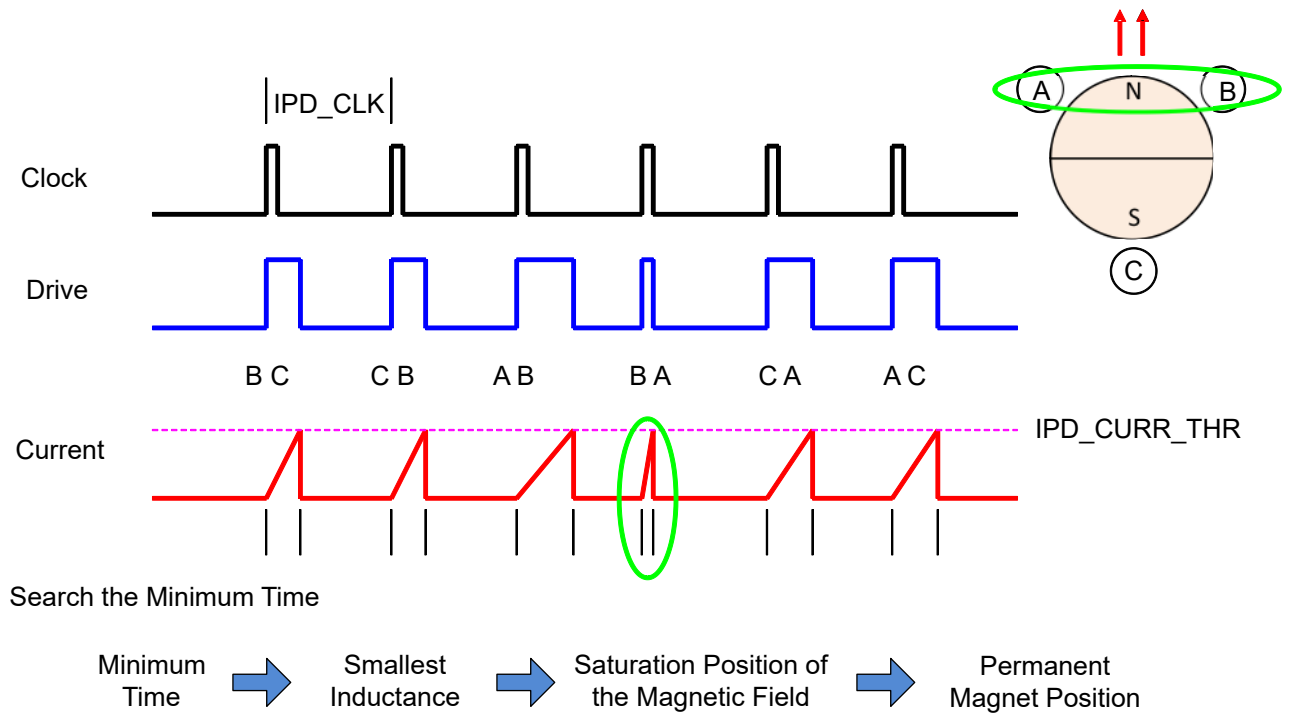 IPD_CLK
A
N
B
Clock
S
C
Drive
B C
C B
A B
B A
C A
A C
IPD_CURR_THR
Current
Search the Minimum Time
Minimum
Time
Smallest
Inductance
Saturation Position of
the Magnetic Field
Permanent
Magnet Position